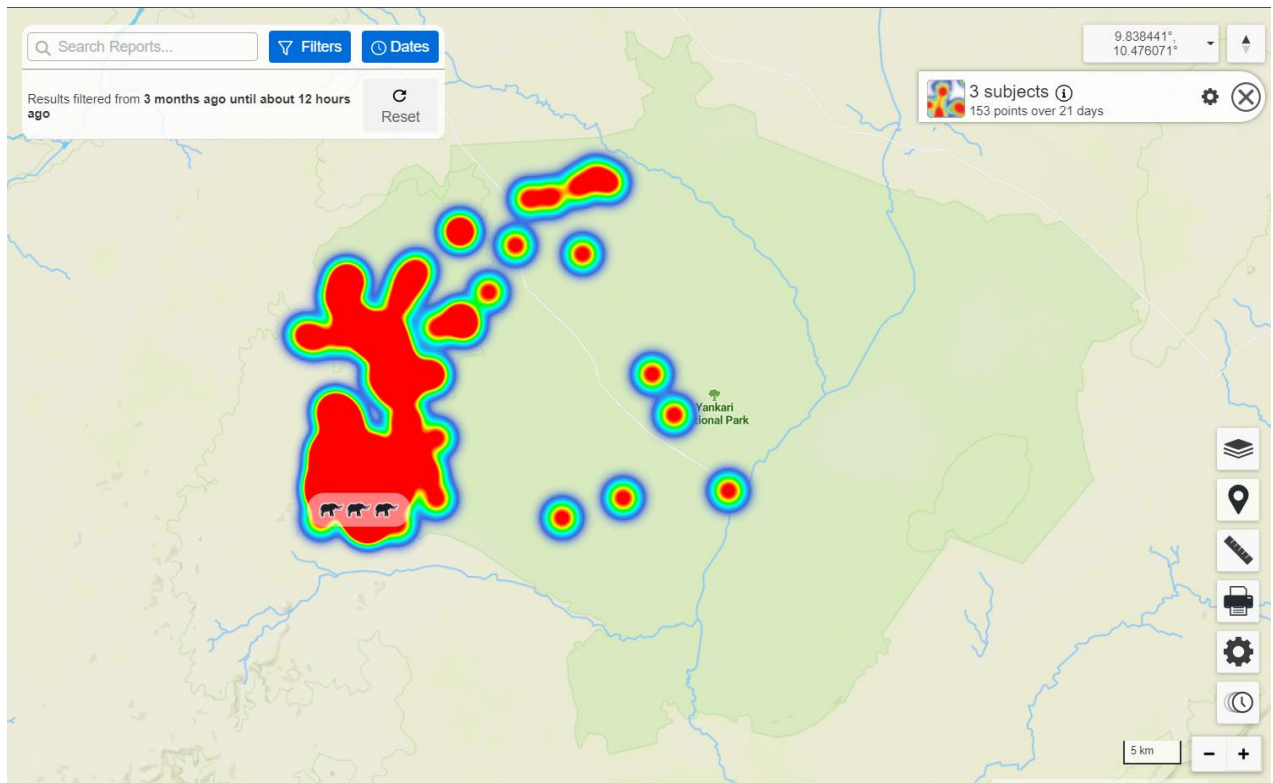 Search Reports...
Filters
Dates
Results filtered from 3 months ago until about 12 hours
ago
Reset
9.838441°,
10.476071°
3 subjects
153 points over 21 days
Yankari
tional Park
5 km